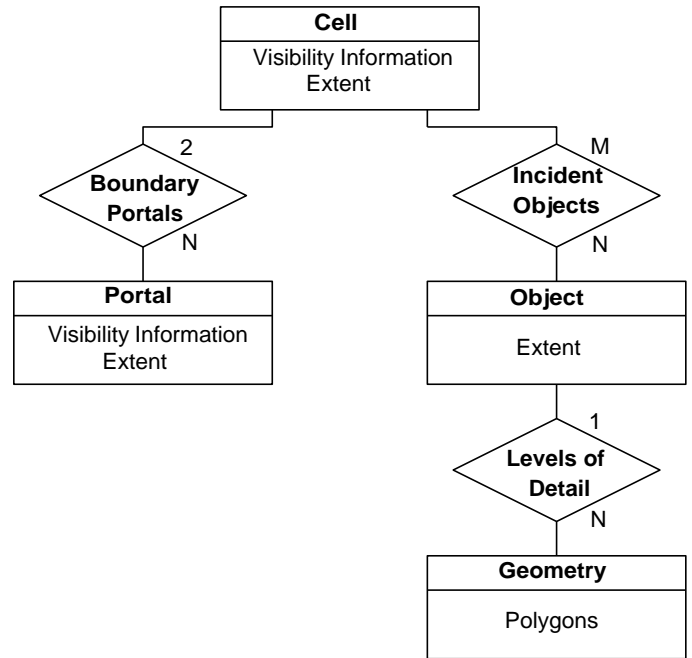 Cell
Visibility Information
Extent
2
M
Boundary
Portals
Incident
Objects
N
N
Portal
Visibility Information
Extent
Object
Extent
1
Levels of
Detail
N
Geometry
Polygons